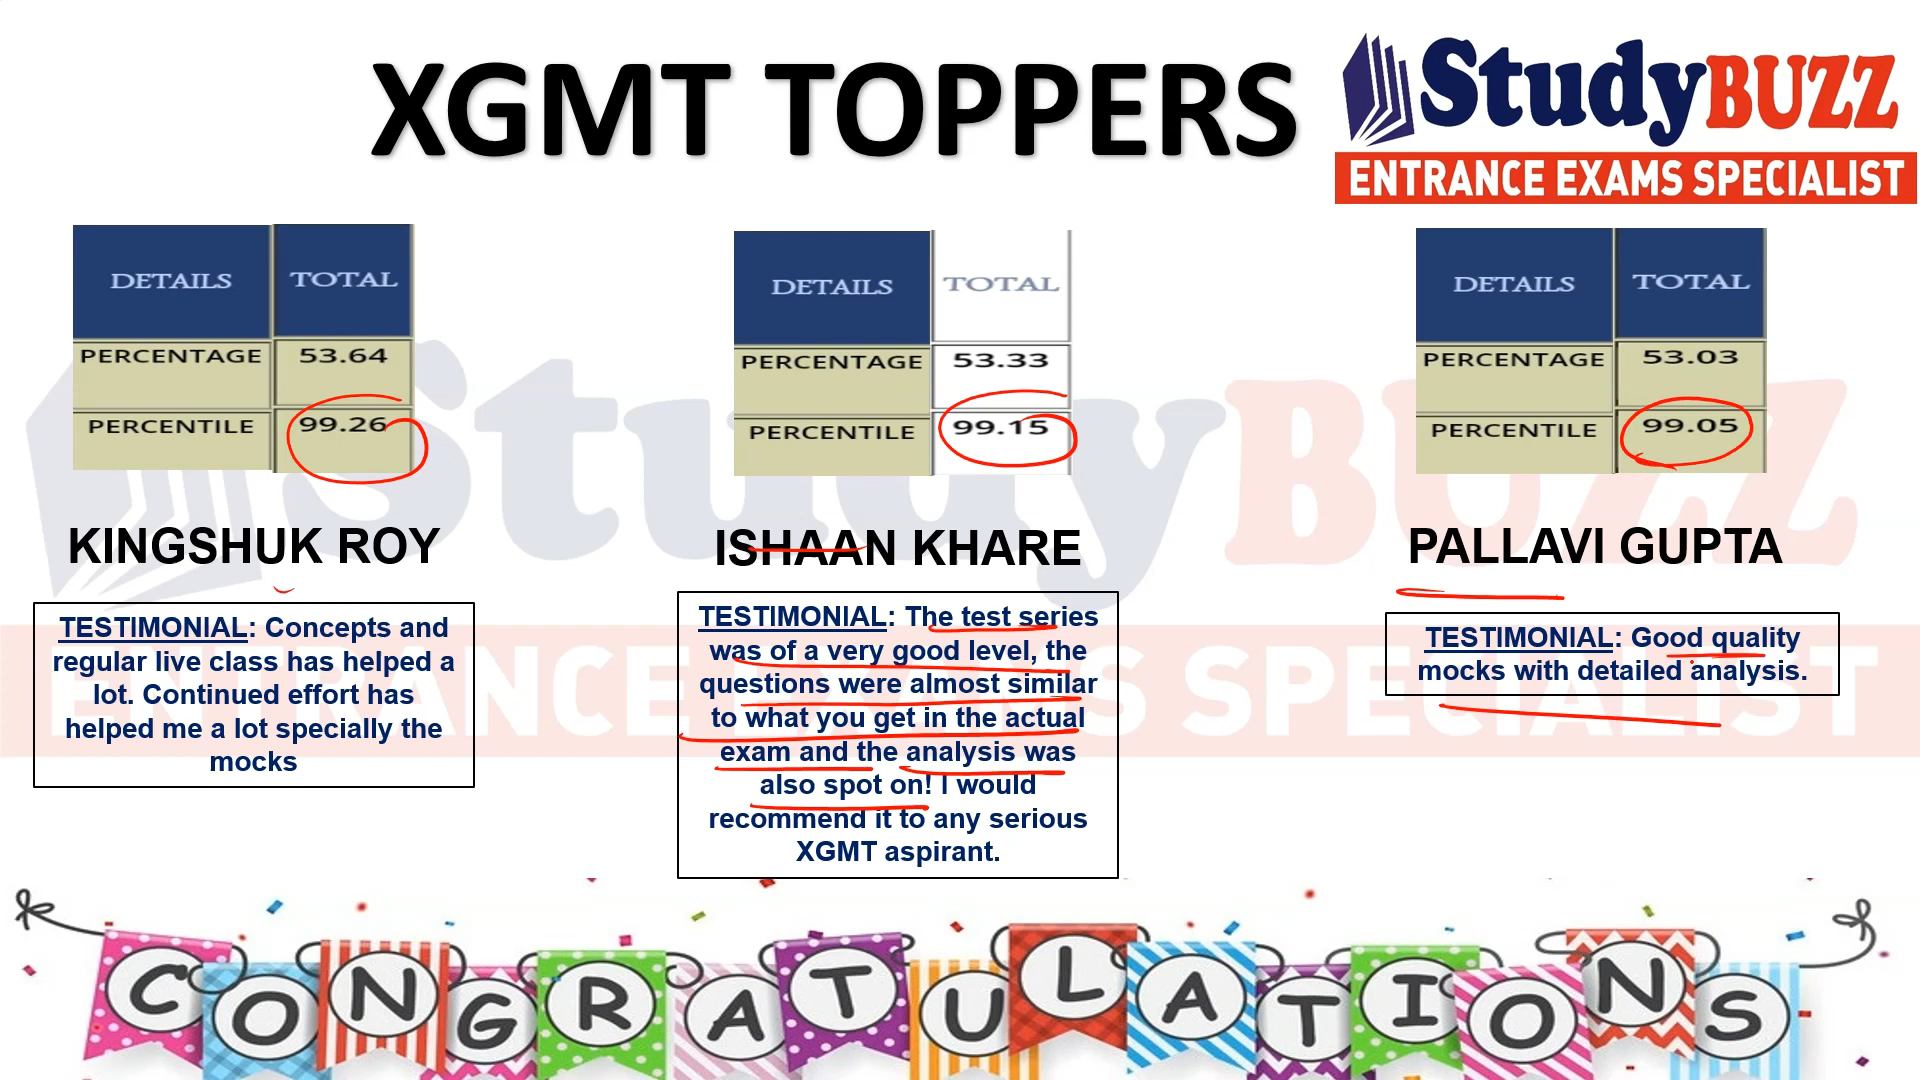 XGMT TOPPERS
StudyBUZZ
ENTRANCE EXAMS SPECIALIST
DETAILS TOTAL
PERCENTAGE 53.64
PERCENTILE 99.26
KINGSHUK ROY
TESTIMONIAL: Concepts and
regular live class has helped a
lot. Continued effort has
helped me a lot specially the
mocks
DETAILS TOTAL
PERCENTAGE 53.33
PERCENTILE 99.15
ISHAAN KHARE
TESTIMONIAL: The test series
was of a very good level, the
questions were almost similar
to what you get in the actual
exam and the analysis was
also spot on! I would
recommend it to any serious
XGMT aspirant.
DETAILS TOTAL
PERCENTAGE 53.03
PERCENTILE 99.05
PALLAVI GUPTA
TESTIMONIAL: Good quality
mocks with detailed analysis.
StudyBUZZ
ENTRANCE EXAMS SPECIALIST
CONGRATULATIONS